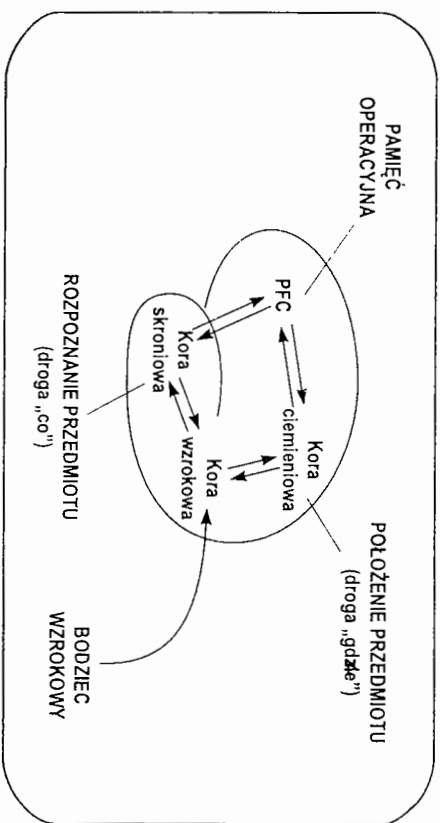 PAMIĘĆ
OPERACYJNA
PFC
Kora
ciemieniowa
POŁOŻENIE PRZEDMIOTU
(droga „gdzie”)
Kora
skroniowa
Kora
wzrokowa
ROZPOZNANIE PRZEDMIOTU
(droga „co”)
BODZIEC
WZROKOWY